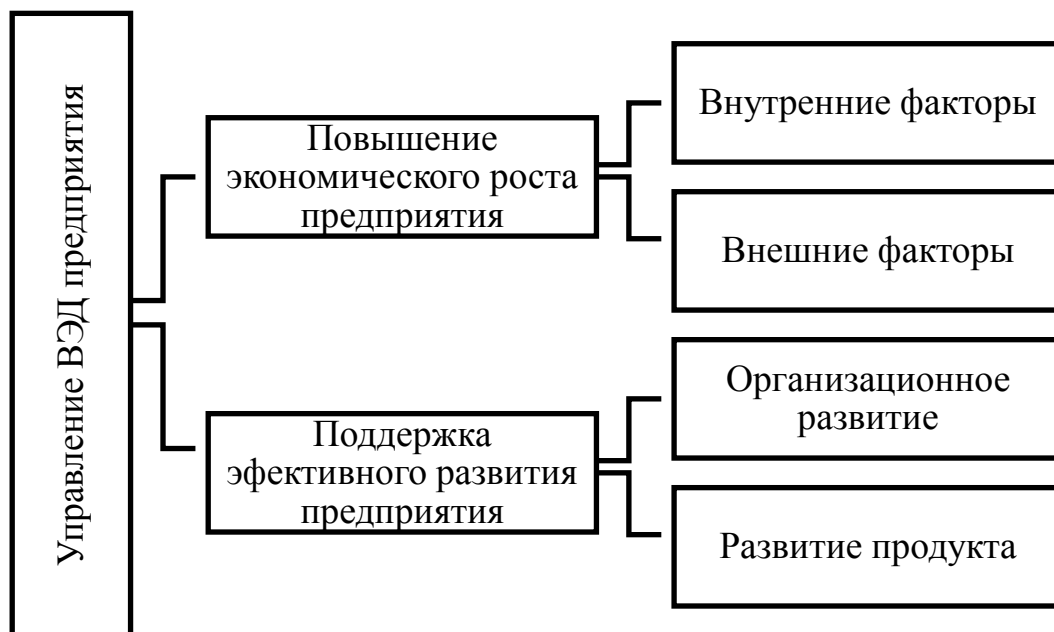 Управление ВЭД предприятия
Повышение
экономического роста
предприятия
Внутренние факторы
Внешние факторы
Поддержка
эфективного развития
предприятия
Организационное
развитие
Развитие продукта